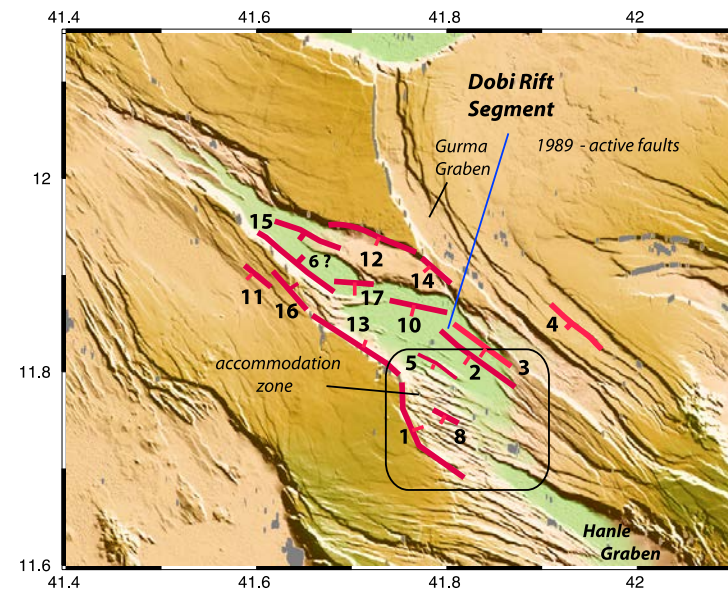 41.4 41.6 41.8 42
Dobi Rift
Segment
Gurma
Graben
1989 - active faults
12
15
12
6 ?
14
11
16
17
10
4
13
11.8
accommodation
zone
5
2
3
1
8
Hanle
Graben
11.6
41.4 41.6 41.8 42